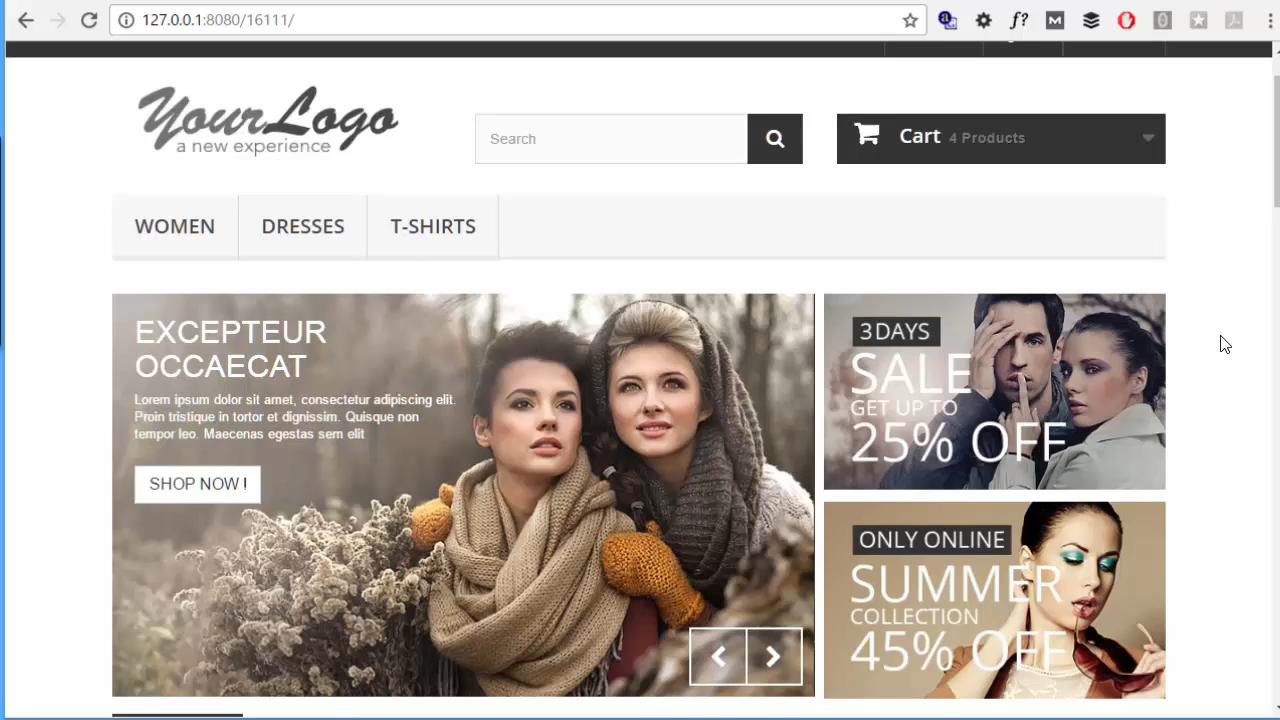 127.0.0.1:8080/16111/
YourLogo
a new experience
Search
Cart 4 Products
WOMEN DRESSES T-SHIRTS
EXCEPTEUR
OCCAECAT
Lorem ipsum dolor sit amet, consectetur adipiscing elit.
Proin tristique in tortor et dignissim. Quisque non
tempor leo. Maecenas egestas sem elit
SHOP NOW !
3 DAYS
SALE
GET UP TO
25% OFF
ONLY ONLINE
SUMMER
COLLECTION
45% OFF